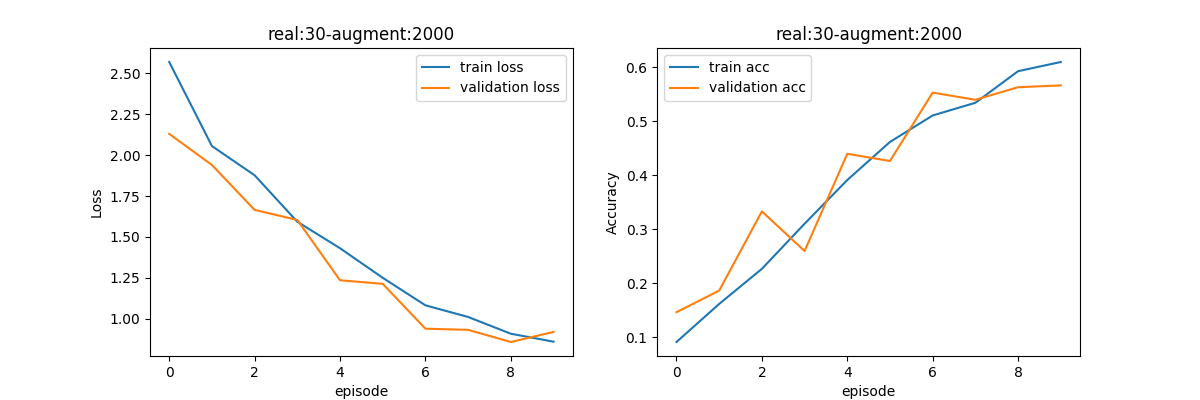 real:30-augment:2000
train loss
validation loss
2.50
2.25
2.00
1.75
1.50
1.25
1.00
Loss
0 2 4 6 8
episode
real:30-augment:2000
train acc
validation acc
0.6
0.5
0.4
0.3
0.2
0.1
Accuracy
0 2 4 6 8
episode